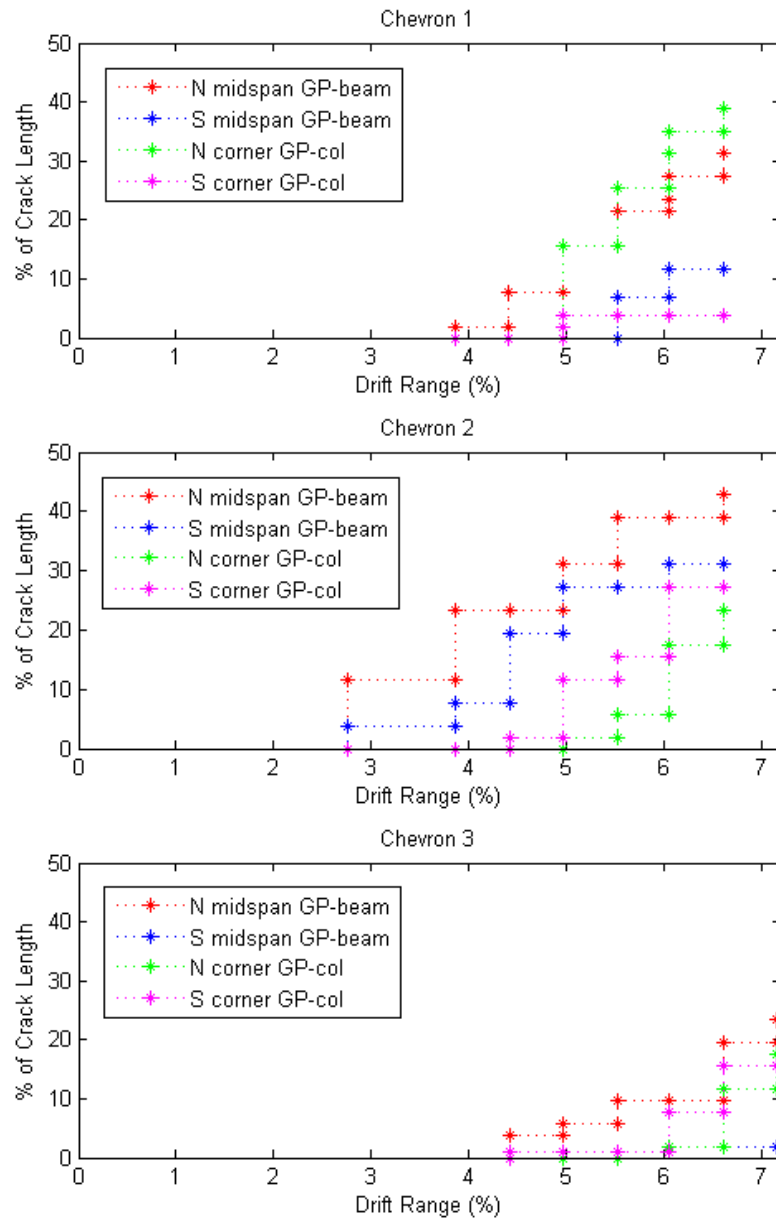 Chevron 1
50
40
30
20
10
0
% of Crack Length
N midspan GP-beam
S midspan GP-beam
N corner GP-col
S corner GP-col
0 1 2 3 4 5 6 7
Drift Range (%)
Chevron 2
50
40
30
20
10
0
% of Crack Length
N midspan GP-beam
S midspan GP-beam
N corner GP-col
S corner GP-col
0 1 2 3 4 5 6 7
Drift Range (%)
Chevron 3
50
40
30
20
10
0
% of Crack Length
N midspan GP-beam
S midspan GP-beam
N corner GP-col
S corner GP-col
0 1 2 3 4 5 6 7
Drift Range (%)